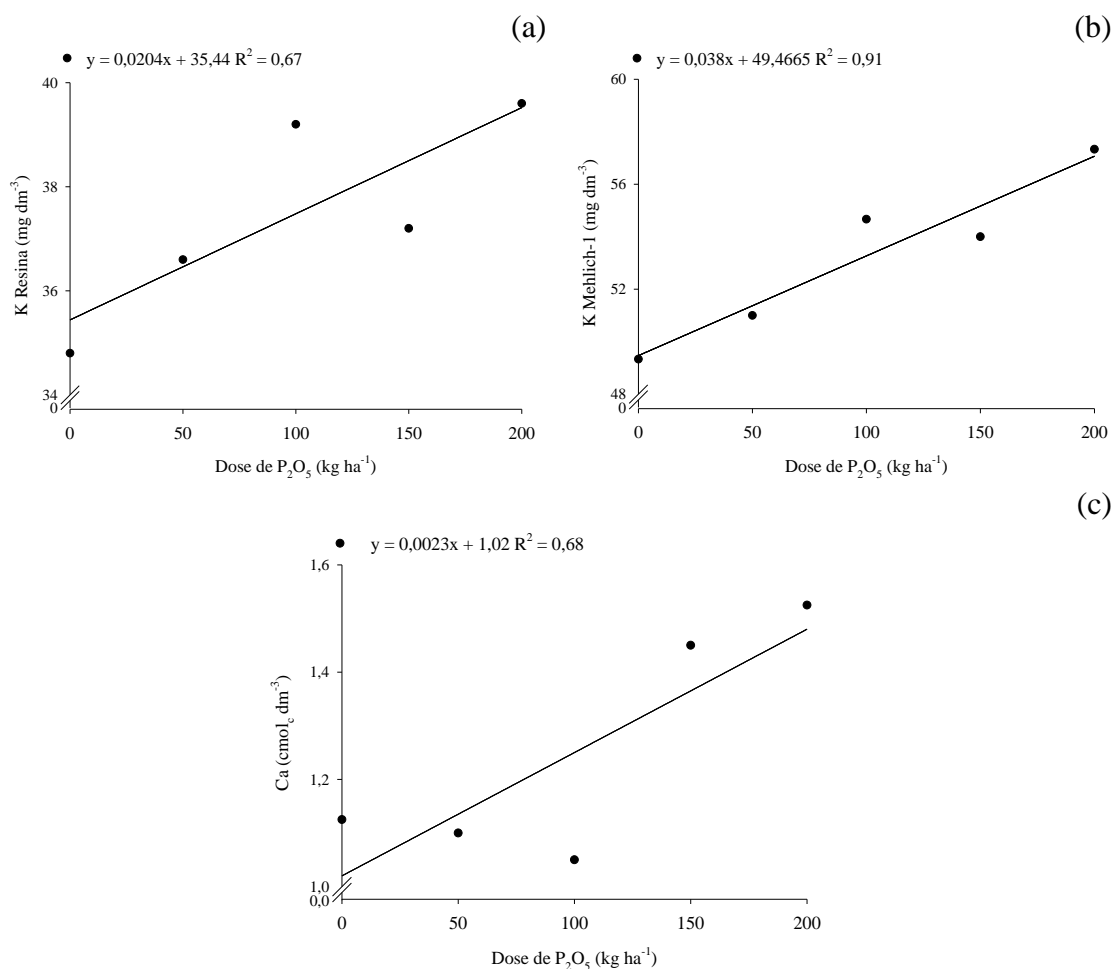 (a)
y = 0,0204x + 35,44 R² = 0,67
40
38
36
35
34
0
K Resina (mg dm⁻³)
0 50 100 150 200
Dose de P₂O₅ (kg ha⁻¹)
(b)
y = 0,038x + 49,4665 R² = 0,91
60
56
52
51
48
0
K Mehlich-1 (mg dm⁻³)
0 50 100 150 200
Dose de P₂O₅ (kg ha⁻¹)
(c)
y = 0,0023x + 1,02 R² = 0,68
1,6
1,4
1,2
1,0
0,0
Ca (cmol꜀ dm⁻³)
0 50 100 150 200
Dose de P₂O₅ (kg ha⁻¹)